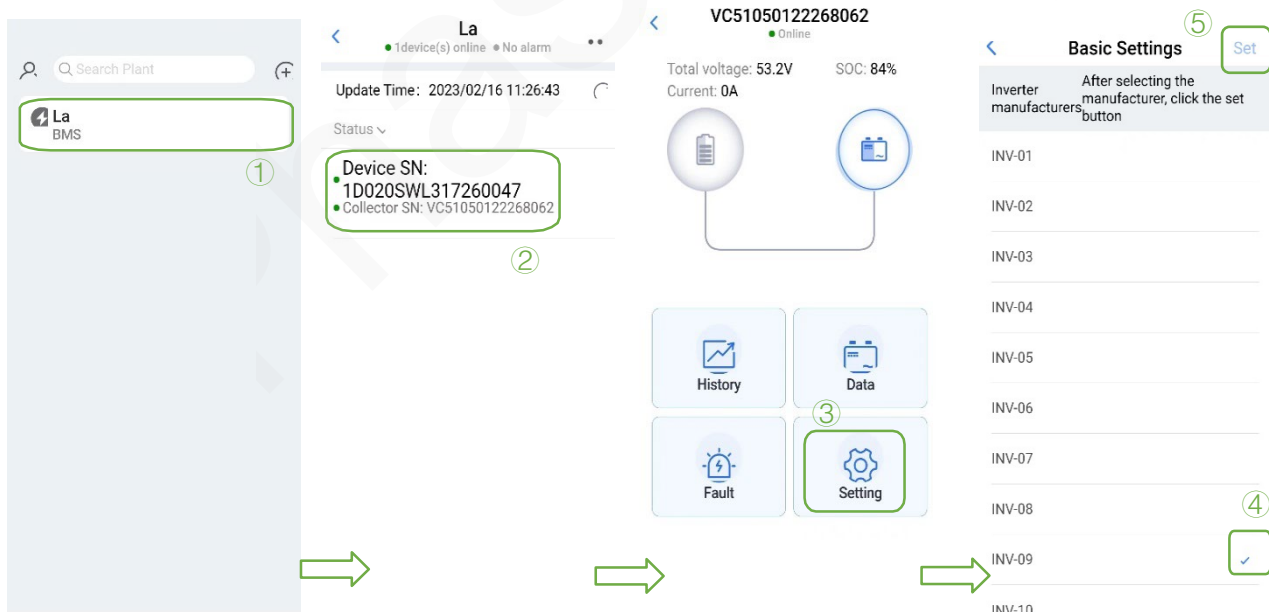 Search Plant
La
BMS
①
La
1device(s) online No alarm
Update Time: 2023/02/16 11:26:43
Status
Device SN:
1D020SWL317260047
Collector SN: VC51050122268062
②
VC51050122268062
Online
Total voltage: 53.2V SOC: 84%
Current: 0A
History
Data
③
Fault
Setting
⑤
Basic Settings
Set
Inverter
manufacturers
After selecting the
manufacturer, click the set
button
INV-01
INV-02
INV-03
INV-04
INV-05
INV-06
INV-07
INV-08
④
INV-09
INV-10